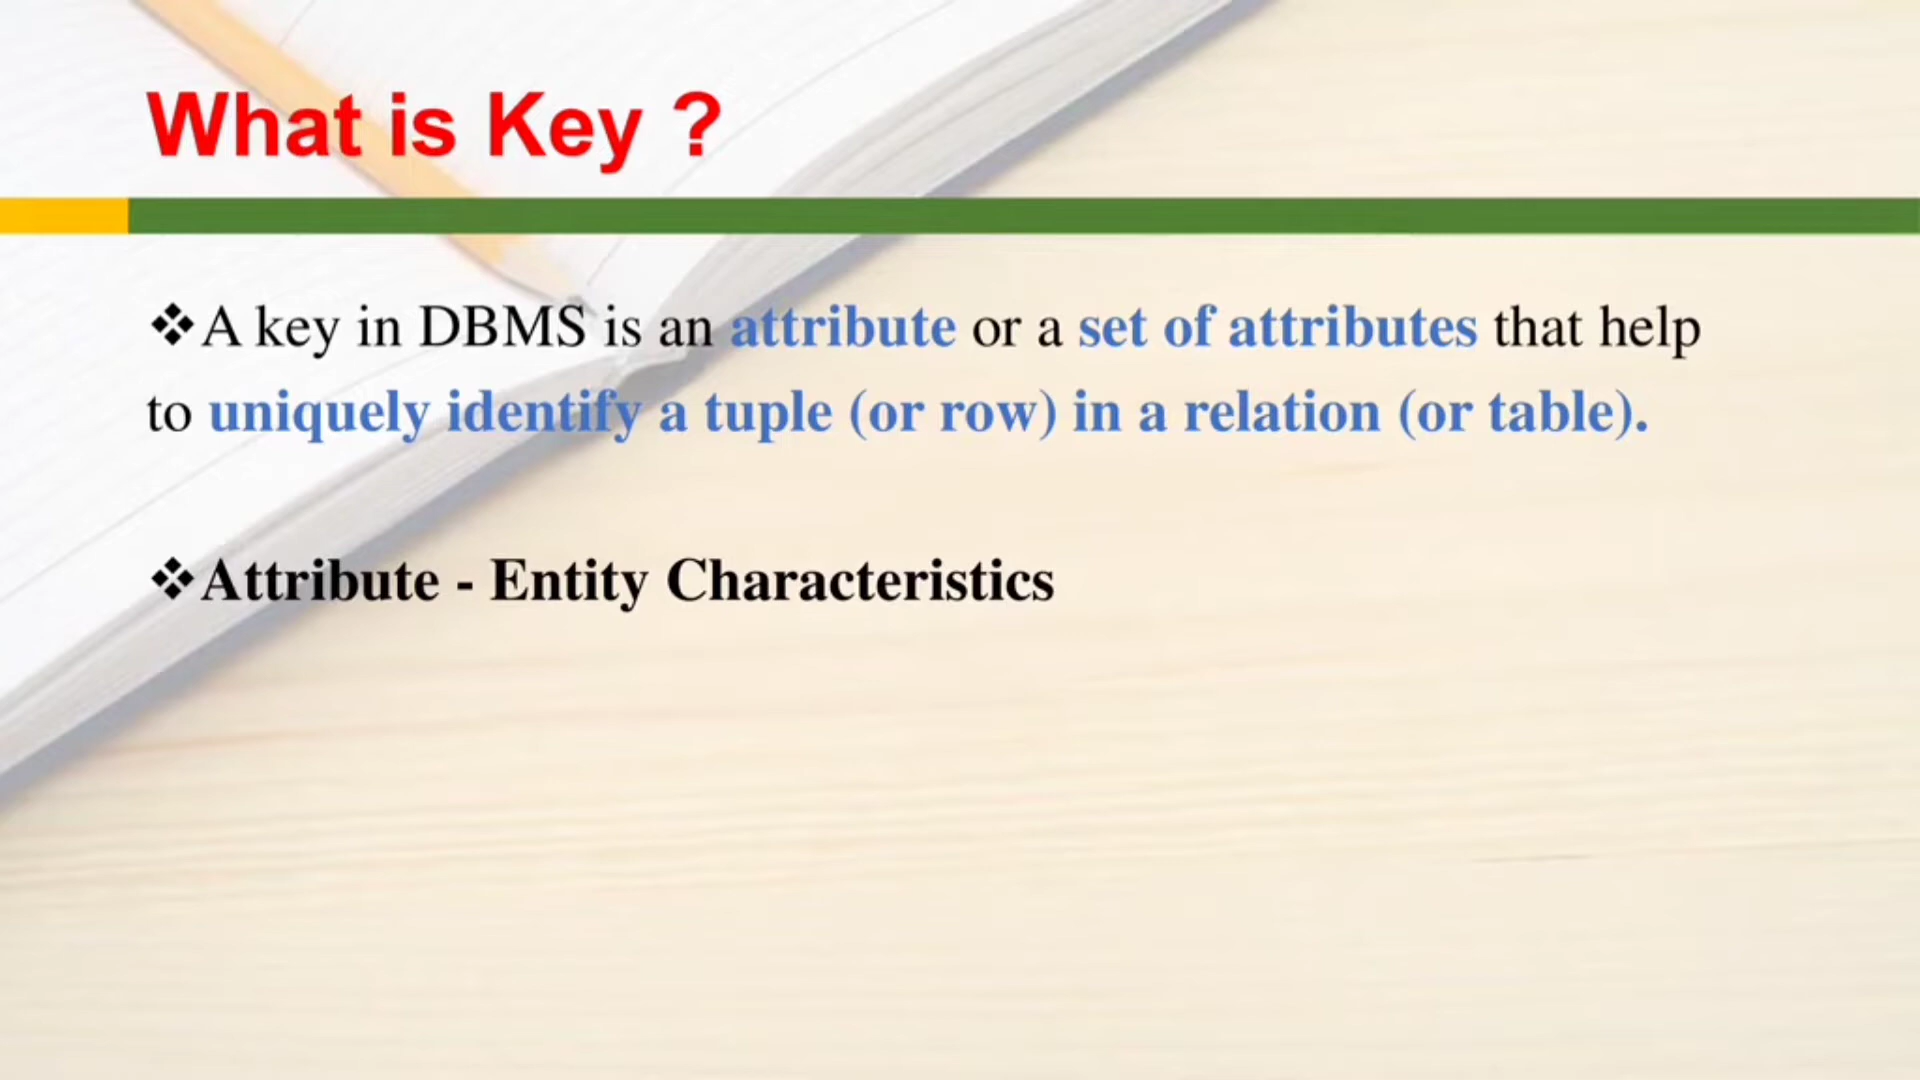 What is Key ?
❖A key in DBMS is an attribute or a set of attributes that help
to uniquely identify a tuple (or row) in a relation (or table).
❖Attribute - Entity Characteristics